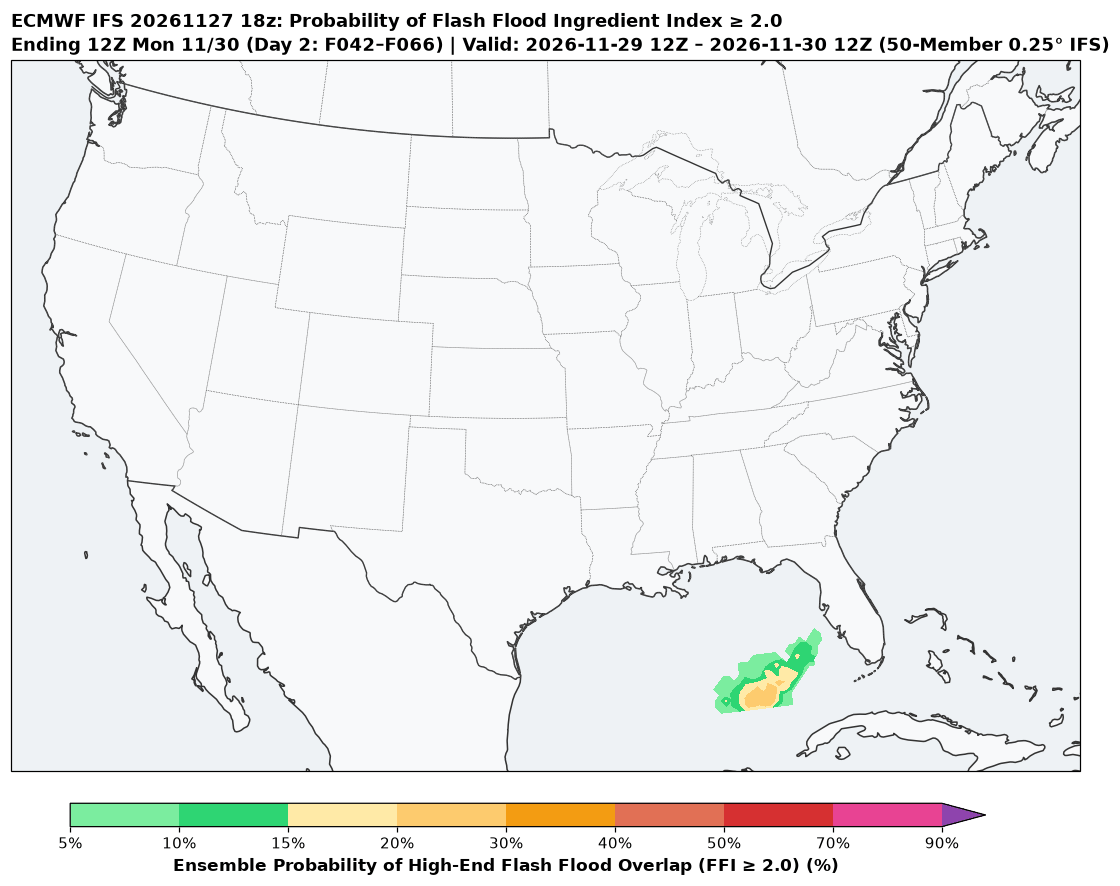 ECMWF IFS 20261127 18z: Probability of Flash Flood Ingredient Index ≥ 2.0
Ending 12Z Mon 11/30 (Day 2: F042–F066) | Valid: 2026-11-29 12Z – 2026-11-30 12Z (50-Member 0.25° IFS)
5% 10% 15% 20% 30% 40% 50% 70% 90%
Ensemble Probability of High-End Flash Flood Overlap (FFI ≥ 2.0) (%)